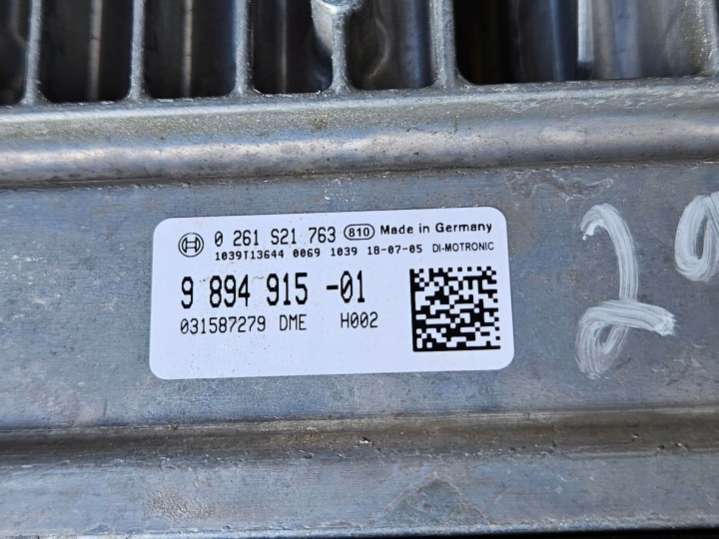 0 261 S21 763 810 Made in Germany
1039T13644 0069 1039 18-07-05 DI-MOTRONIC
9 894 915 -01
031587279 DME H002
2